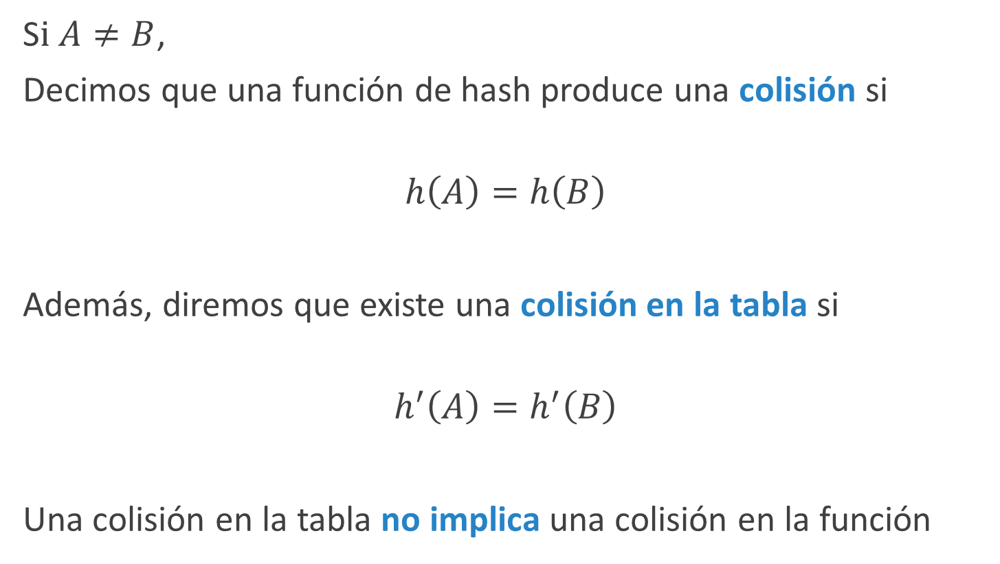 Si A ≠ B,
Decimos que una función de hash produce una colisión si
h(A) = h(B)
Además, diremos que existe una colisión en la tabla si
h′(A) = h′(B)
Una colisión en la tabla no implica una colisión en la función